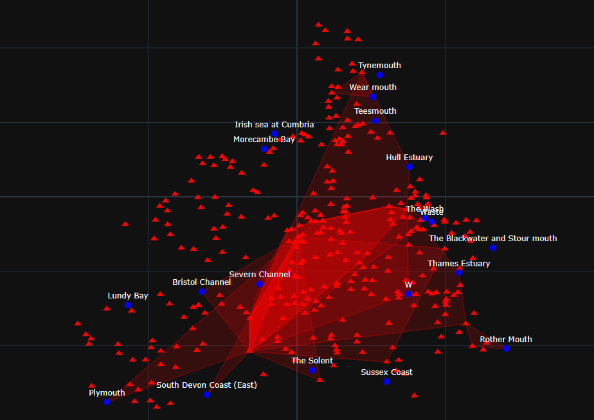 Tynemouth
Wear mouth
Teesmouth
Irish sea at Cumbria
Morecambe Bay
Hull Estuary
The Wash
Waste
The Blackwater and Stour mouth
Thames Estuary
Severn Channel
Bristol Channel
W
Lundy Bay
Rother Mouth
The Solent
Sussex Coast
South Devon Coast (East)
Plymouth